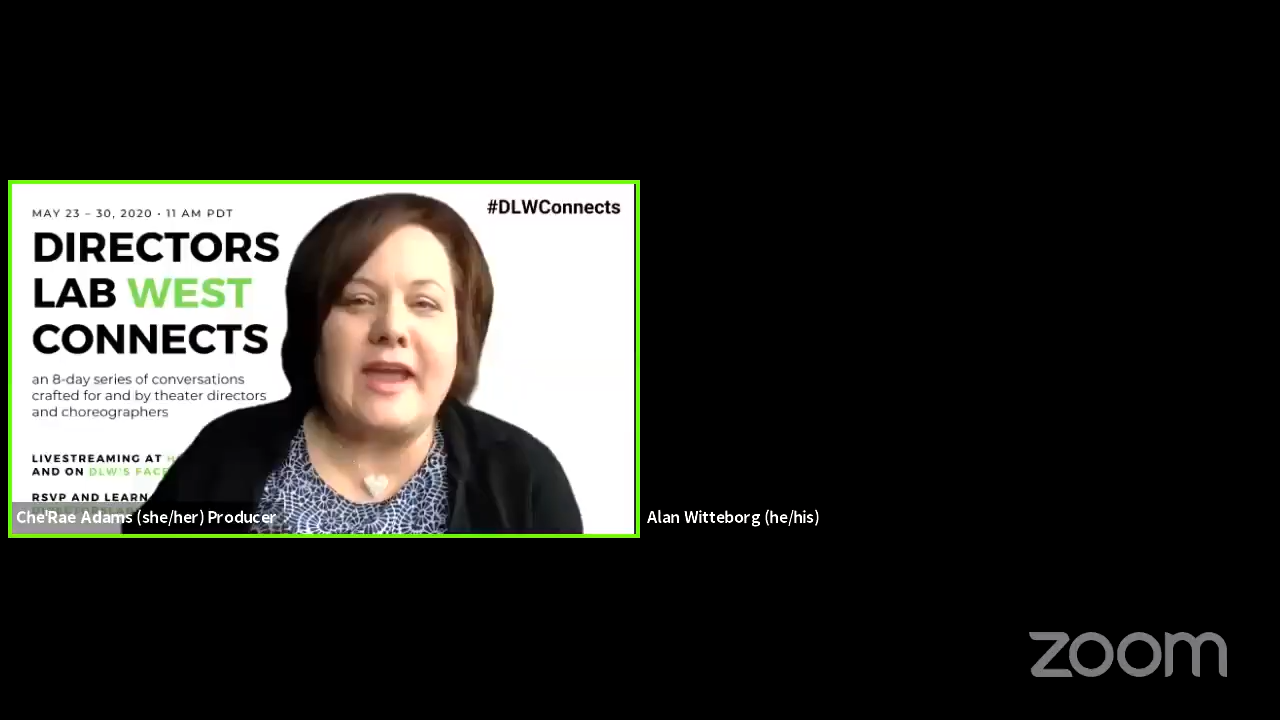 MAY 23 – 30, 2020 • 11 AM PDT
#DLWConnects
DIRECTORS
LAB WEST
CONNECTS
an 8-day series of conversations
crafted for and by theater directors
and choreographers
LIVESTREAMING AT
AND ON DLW'S
RSVP AND LEARN
Che'Rae Adams (she/her) Producer
Alan Witteborg (he/his)
zoom